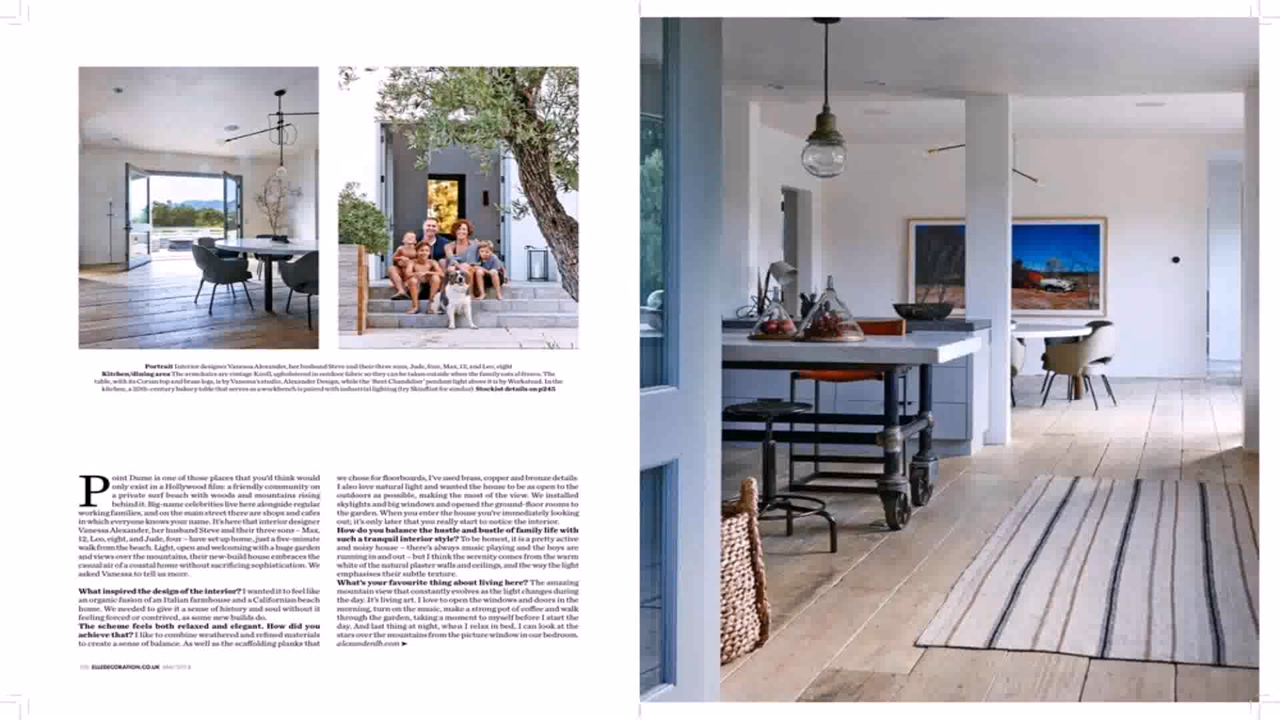 Portrait Interior designer Vanessa Alexander, her husband Steve and their three sons, Jude, four, Max, 12, and Leo, eight
Kitchen/dining area The armchairs are vintage Knoll, upholstered in outdoor fabric so they can be taken outside when the family eats al fresco. The
table, with its Corian top and brass legs, is by Vanessa's studio, Alexander Design, while the 'Bent Chandelier' pendant light above it is by Workstead. In the
kitchen, a 20th-century bakery table that serves as a workbench is paired with industrial lighting (try Skinflint for similar) Stockist details on p245
Point Dume is one of those places that you'd think would
only exist in a Hollywood film: a friendly community on
a private surf beach with woods and mountains rising
behind it. Big-name celebrities live here alongside regular
working families, and on the main street there are shops and cafes
in which everyone knows your name. It's here that interior designer
Vanessa Alexander, her husband Steve and their three sons – Max,
12, Leo, eight, and Jude, four – have set up home, just a five-minute
walk from the beach. Light, open and welcoming with a huge garden
and views over the mountains, their new-build house embraces the
casual air of a coastal home without sacrificing sophistication. We
asked Vanessa to tell us more.
What inspired the design of the interior? I wanted it to feel like
an organic fusion of an Italian farmhouse and a Californian beach
home. We needed to give it a sense of history and soul without it
feeling forced or contrived, as some new builds do.
The scheme feels both relaxed and elegant. How did you
achieve that? I like to combine weathered and refined materials
to create a sense of balance. As well as the scaffolding planks that
we chose for floorboards, I've used brass, copper and bronze details.
I also love natural light and wanted the house to be as open to the
outdoors as possible, making the most of the view. We installed
skylights and big windows and opened the ground-floor rooms to
the garden. When you enter the house you're immediately looking
out; it's only later that you really start to notice the interior.
How do you balance the hustle and bustle of family life with
such a tranquil interior style? To be honest, it is a pretty active
and noisy house – there's always music playing and the boys are
running in and out – but I think the serenity comes from the warm
white of the natural plaster walls and ceilings, and the way the light
emphasises their subtle texture.
What's your favourite thing about living here? The amazing
mountain view that constantly evolves as the light changes during
the day. It's living art. I love to open the windows and doors in the
morning, turn on the music, make a strong pot of coffee and walk
through the garden, taking a moment to myself before I start the
day. And last thing at night, when I relax in bed, I can look at the
stars over the mountains from the picture window in our bedroom.
alexanderdb.com ➤
ELLEDECORATION.CO.UK MAY